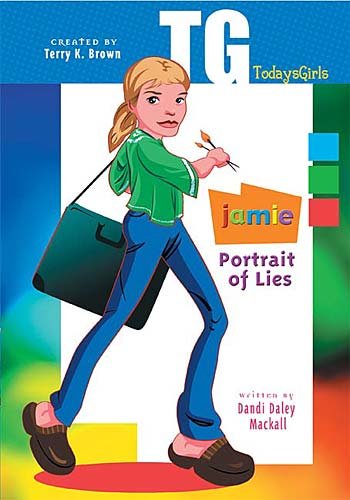 CREATED BY
Terry K. Brown
TG
TodaysGirls
jamie
Portrait
of Lies
written by
Dandi Daley
Mackall